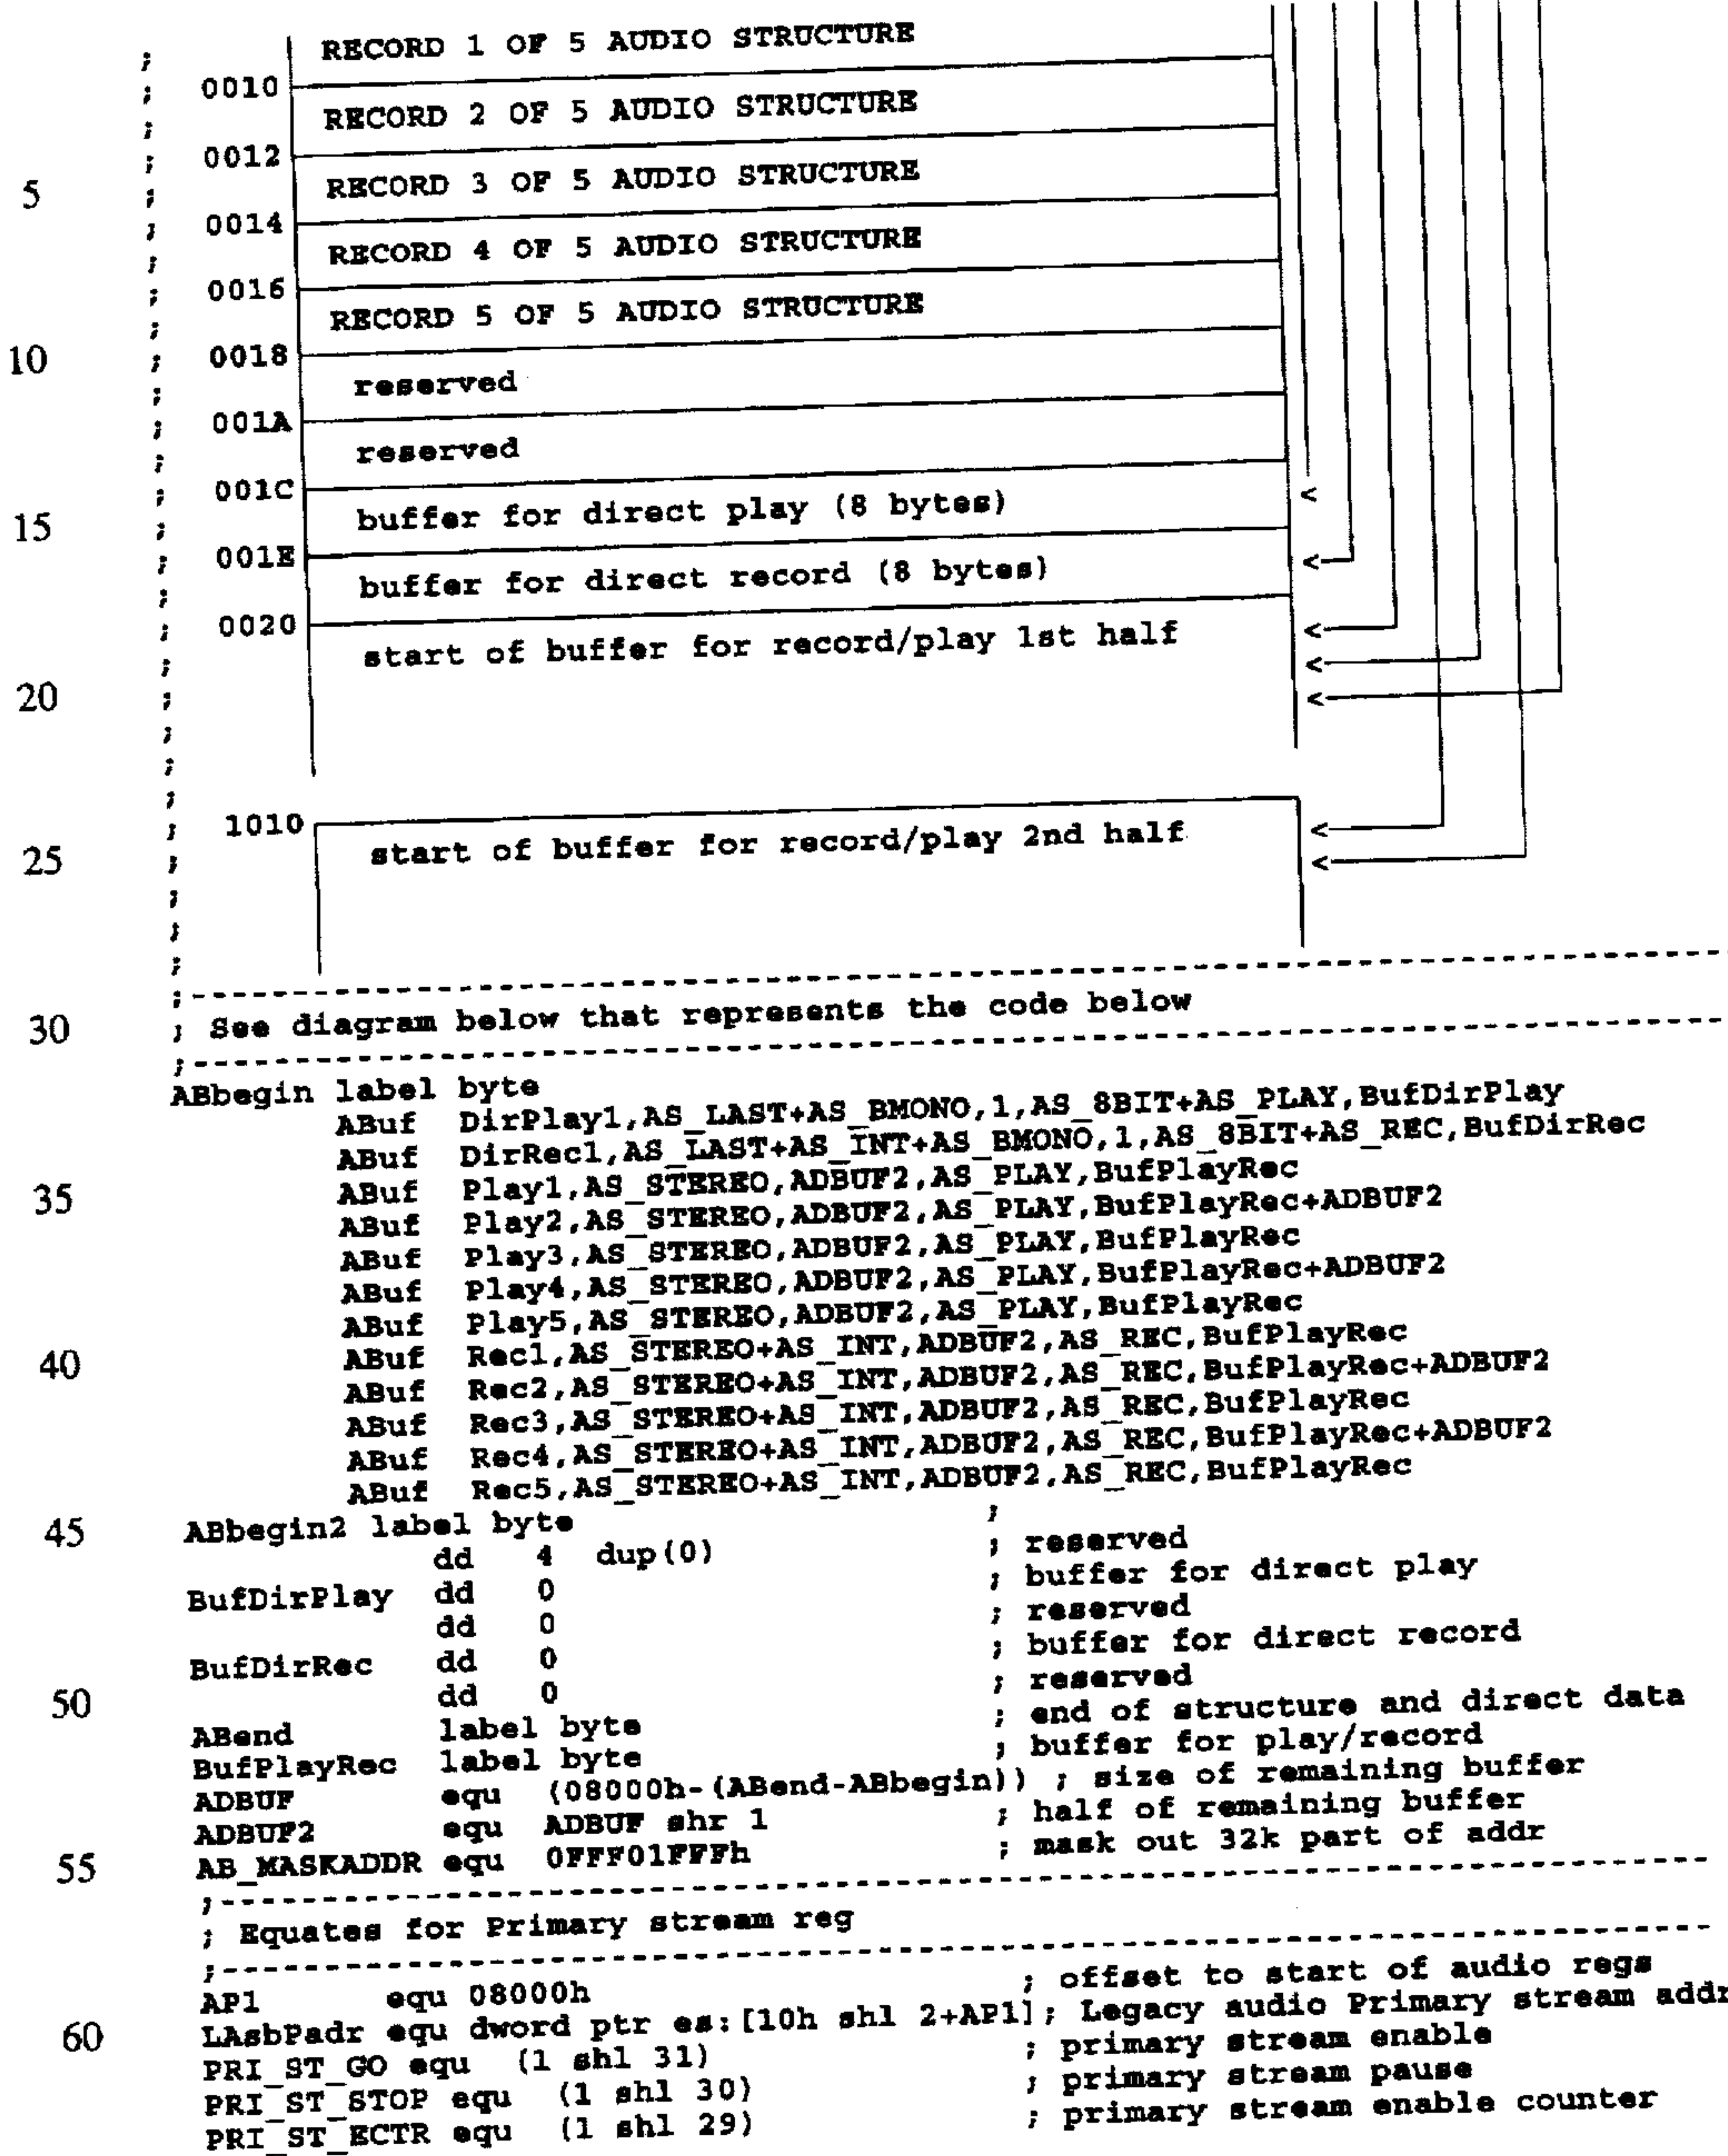 ; RECORD 1 OF 5 AUDIO STRUCTURE
; 0010
; RECORD 2 OF 5 AUDIO STRUCTURE
; 0012
5 ; RECORD 3 OF 5 AUDIO STRUCTURE
; 0014
; RECORD 4 OF 5 AUDIO STRUCTURE
; 0016
; RECORD 5 OF 5 AUDIO STRUCTURE
10 ; 0018
; reserved
; 001A
; reserved
; 001C <
15 ; buffer for direct play (8 bytes)
; 001E <
; buffer for direct record (8 bytes)
; 0020 <
; start of buffer for record/play 1st half <
20 ; <
;
;
;
; 1010 <
25 ; start of buffer for record/play 2nd half <
;
;
;
;--------------------------------------------------------------
30 ; See diagram below that represents the code below
;--------------------------------------------------------------
ABbegin label byte
ABuf DirPlay1,AS_LAST+AS_BMONO,1,AS_8BIT+AS_PLAY,BufDirPlay
ABuf DirRec1,AS_LAST+AS_INT+AS_BMONO,1,AS_8BIT+AS_REC,BufDirRec
35 ABuf Play1,AS_STEREO,ADBUF2,AS_PLAY,BufPlayRec
ABuf Play2,AS_STEREO,ADBUF2,AS_PLAY,BufPlayRec+ADBUF2
ABuf Play3,AS_STEREO,ADBUF2,AS_PLAY,BufPlayRec
ABuf Play4,AS_STEREO,ADBUF2,AS_PLAY,BufPlayRec+ADBUF2
ABuf Play5,AS_STEREO,ADBUF2,AS_PLAY,BufPlayRec
40 ABuf Rec1,AS_STEREO+AS_INT,ADBUF2,AS_REC,BufPlayRec
ABuf Rec2,AS_STEREO+AS_INT,ADBUF2,AS_REC,BufPlayRec+ADBUF2
ABuf Rec3,AS_STEREO+AS_INT,ADBUF2,AS_REC,BufPlayRec
ABuf Rec4,AS_STEREO+AS_INT,ADBUF2,AS_REC,BufPlayRec+ADBUF2
ABuf Rec5,AS_STEREO+AS_INT,ADBUF2,AS_REC,BufPlayRec
45 ABbegin2 label byte ;
dd 4 dup(0) ; reserved
BufDirPlay dd 0 ; buffer for direct play
dd 0 ; reserved
BufDirRec dd 0 ; buffer for direct record
50 dd 0 ; reserved
ABend label byte ; end of structure and direct data
BufPlayRec label byte ; buffer for play/record
ADBUF equ (08000h-(ABend-ABbegin)) ; size of remaining buffer
ADBUF2 equ ADBUF shr 1 ; half of remaining buffer
55 AB_MASKADDR equ 0FFF01FFFh ; mask out 32k part of addr
;--------------------------------------------------------------
; Equates for Primary stream reg
;--------------------------------------------------------------
AP1 equ 08000h ; offset to start of audio regs
60 LAsbPadr equ dword ptr es:[10h shl 2+AP1]; Legacy audio Primary stream addr
PRI_ST_GO equ (1 shl 31) ; primary stream enable
PRI_ST_STOP equ (1 shl 30) ; primary stream pause
PRI_ST_ECTR equ (1 shl 29) ; primary stream enable counter